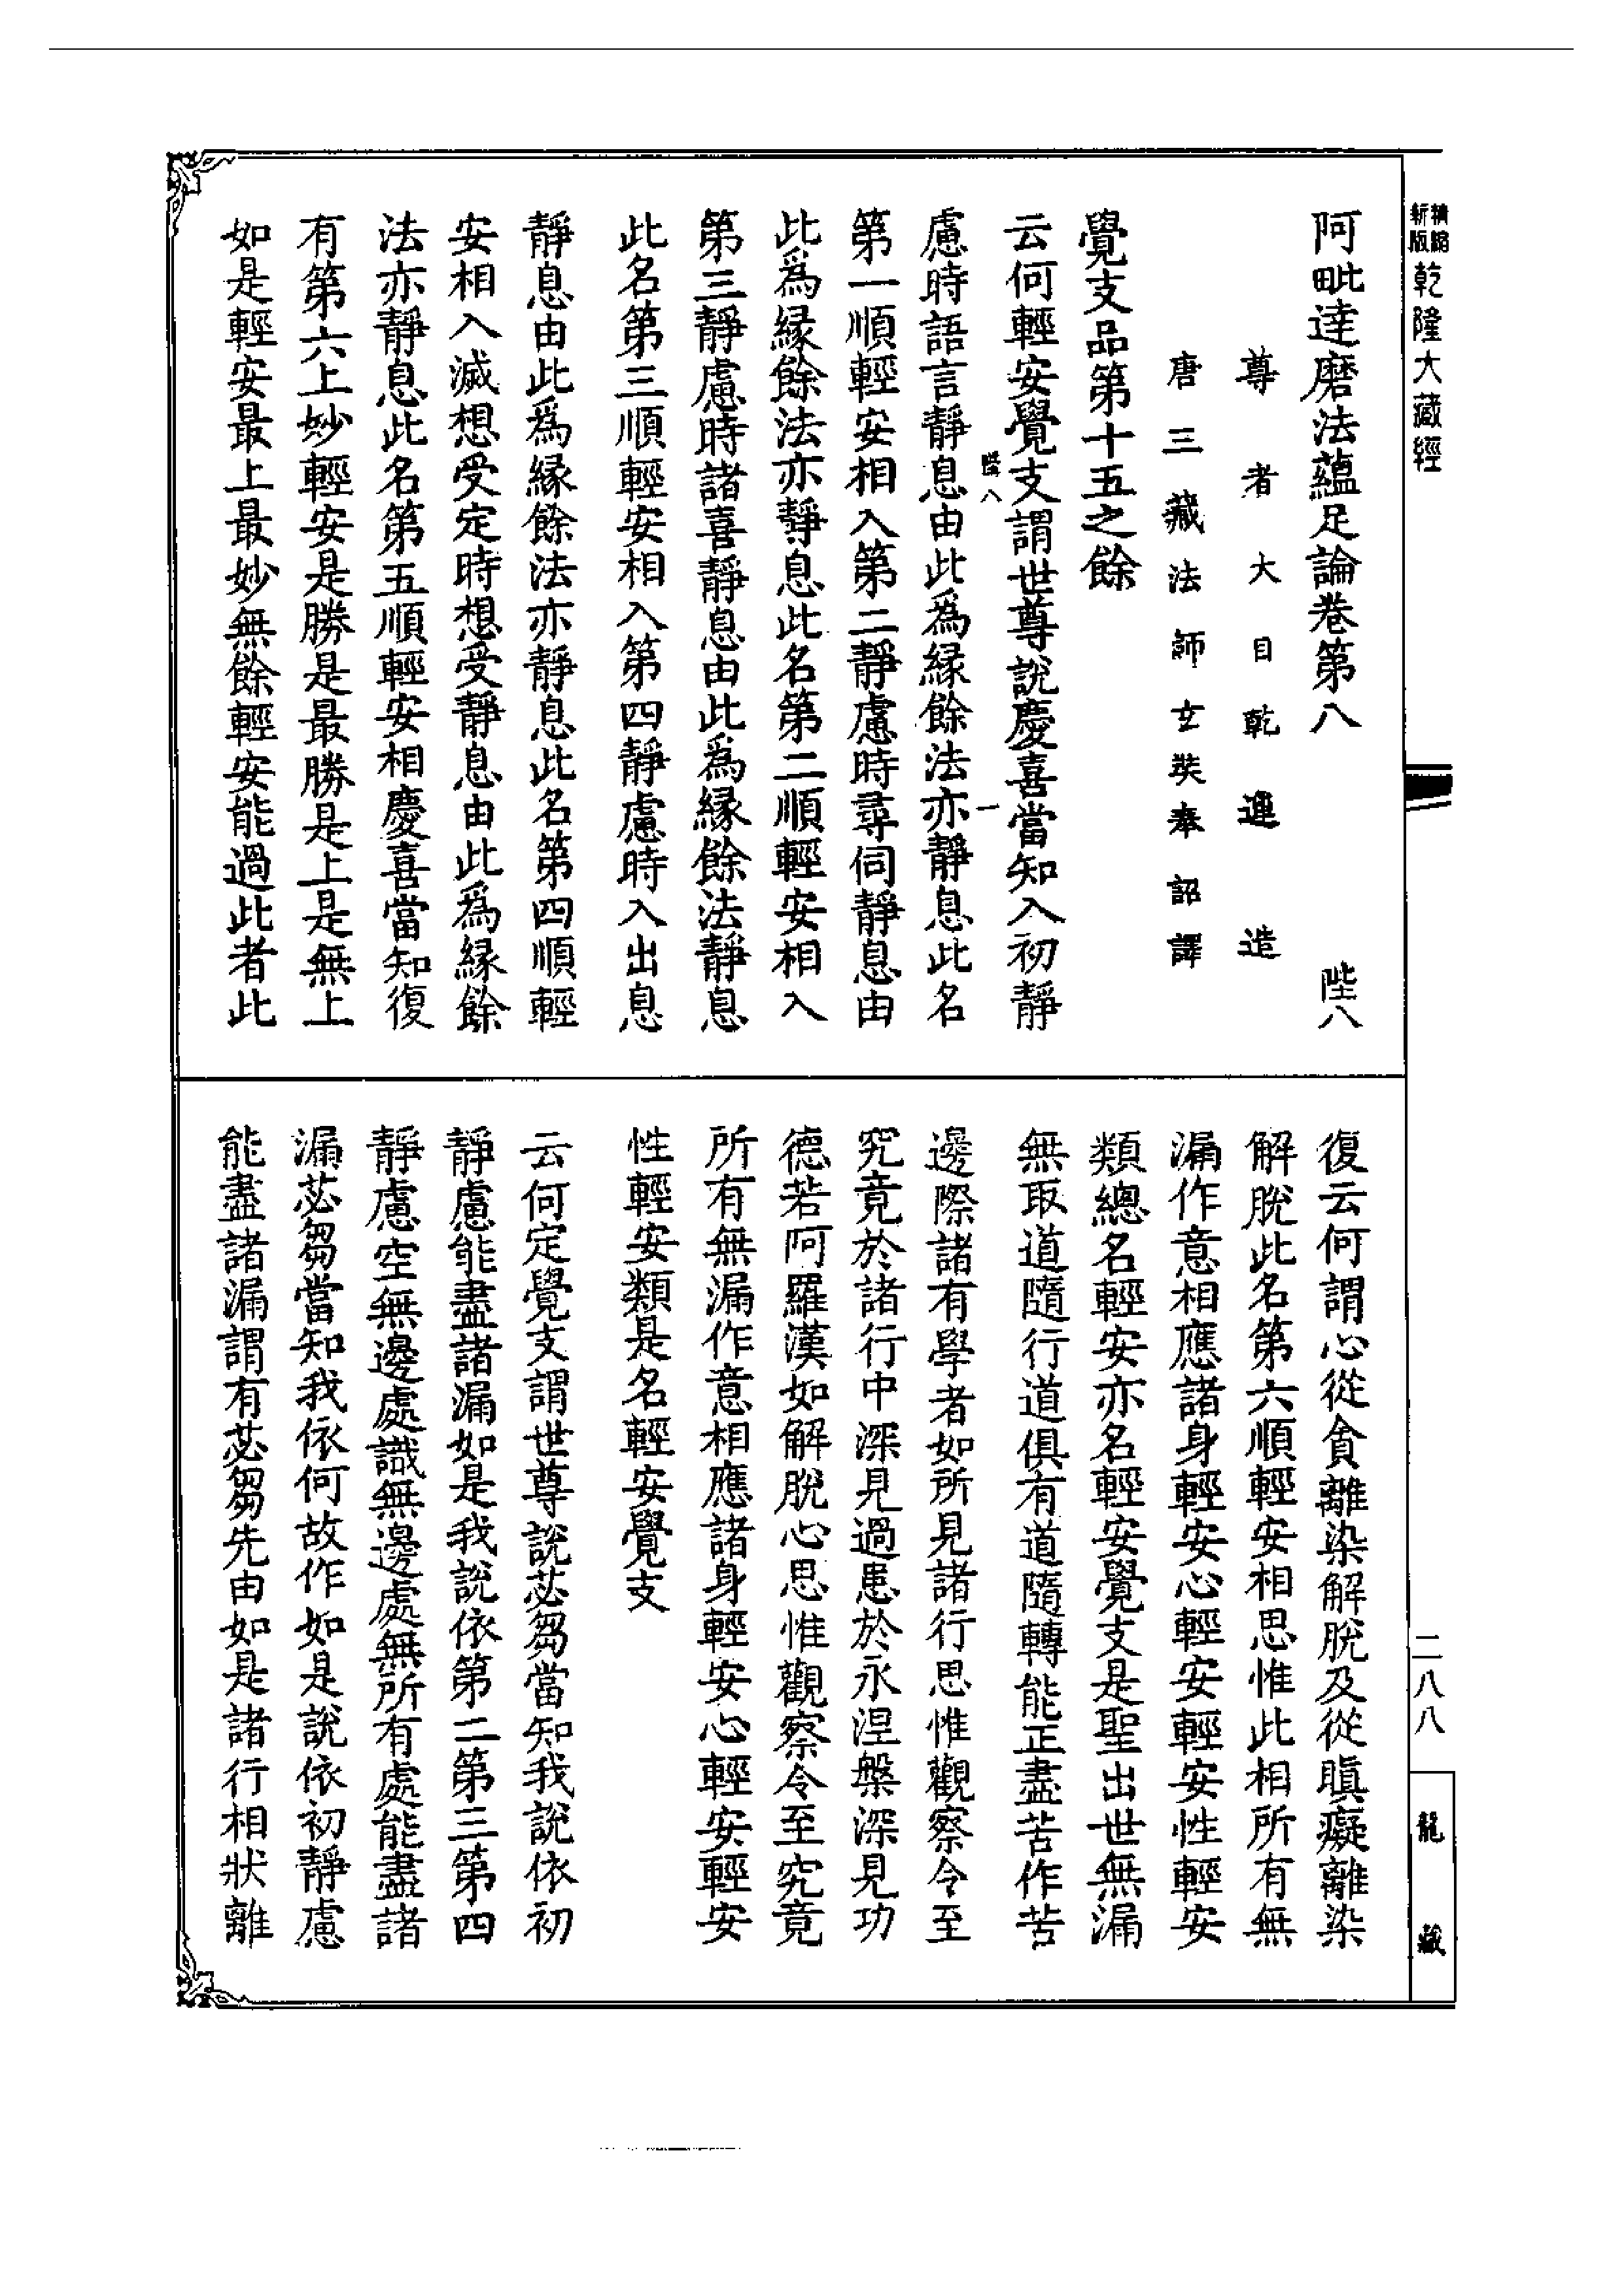 精縮
新版
乾隆大藏經
阿毗達磨法蘊足論卷第八 陛八
尊者大目乾連造
唐三藏法師玄奘奉詔譯
覺支品第十五之餘
云何輕安覺支謂世尊說慶喜當知入初靜
陛八 一
慮時語言靜息由此爲緣餘法亦靜息此名
第一順輕安相入第二靜慮時尋伺靜息由
此爲緣餘法亦靜息此名第二順輕安相入
第三靜慮時諸喜靜息由此爲緣餘法靜息
此名第三順輕安相入第四靜慮時入出息
靜息由此爲緣餘法亦靜息此名第四順輕
安相入滅想受定時想受靜息由此爲緣餘
法亦靜息此名第五順輕安相慶喜當知復
有第六上妙輕安是勝是最勝是上是無上
如是輕安最上最妙無餘輕安能過此者此
復云何謂心從貪離染解脫及從瞋癡離染
解脫此名第六順輕安相思惟此相所有無
漏作意相應諸身輕安心輕安輕安性輕安
類總名輕安亦名輕安覺支是聖出世無漏
無取道隨行道俱有道隨轉能正盡苦作苦
邊際諸有學者如所見諸行思惟觀察令至
究竟於諸行中深見過患於永涅槃深見功
德若阿羅漢如解脫心思惟觀察令至究竟
所有無漏作意相應諸身輕安心輕安輕安
性輕安類是名輕安覺支
云何定覺支謂世尊說苾芻當知我說依初
靜慮能盡諸漏如是我說依第二第三第四
靜慮空無邊處識無邊處無所有處能盡諸
漏苾芻當知我依何故作如是說依初靜慮
能盡諸漏謂有苾芻先由如是諸行相狀離
二八八
龍藏